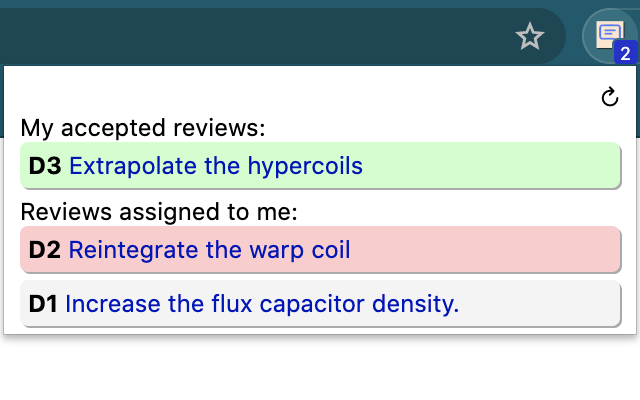 2
My accepted reviews:
D3 Extrapolate the hypercoils
Reviews assigned to me:
D2 Reintegrate the warp coil
D1 Increase the flux capacitor density.